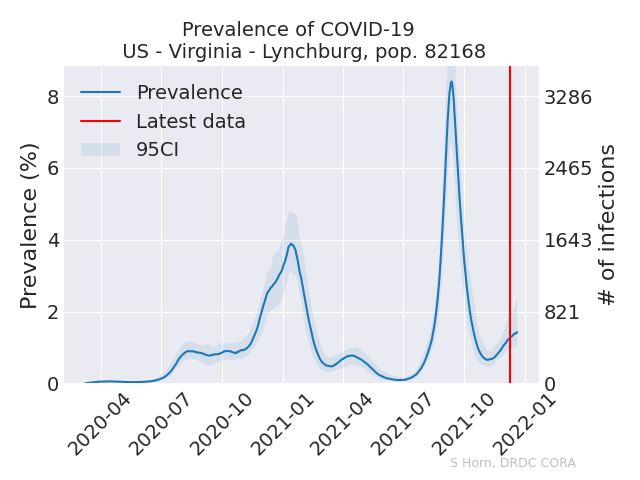 Prevalence of COVID-19
US - Virginia - Lynchburg, pop. 82168
Prevalence
Latest data
95CI
Prevalence (%)
8
6
4
2
0
# of infections
3286
2465
1643
821
0
2020-04
2020-07
2020-10
2021-01
2021-04
2021-07
2021-10
2022-01
S Horn, DRDC CORA